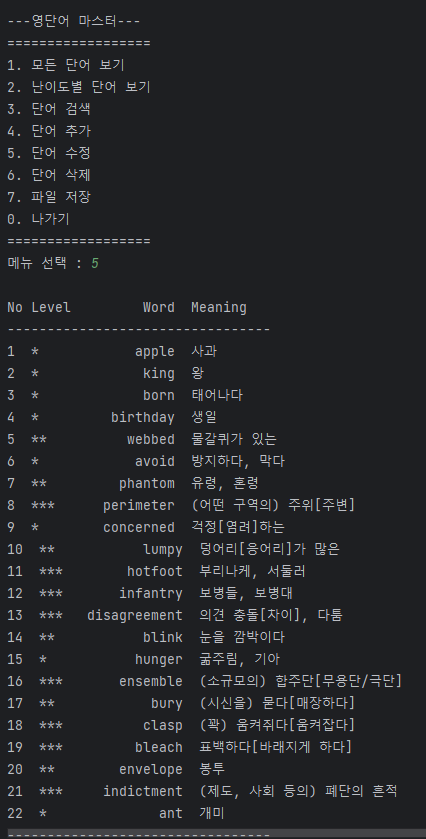 ---영단어 마스터---
==================
1. 모든 단어 보기
2. 난이도별 단어 보기
3. 단어 검색
4. 단어 추가
5. 단어 수정
6. 단어 삭제
7. 파일 저장
0. 나가기
==================
메뉴 선택 : 5
No Level         Word  Meaning
---------------------------------
1  *            apple  사과
2  *             king  왕
3  *             born  태어나다
4  *         birthday  생일
5  **          webbed  물갈퀴가 있는
6  *            avoid  방지하다, 막다
7  **         phantom  유령, 혼령
8  ***      perimeter  (어떤 구역의) 주위[주변]
9  *        concerned  걱정[염려]하는
10  **           lumpy  덩어리[응어리]가 많은
11  ***        hotfoot  부리나케, 서둘러
12  ***       infantry  보병들, 보병대
13  ***   disagreement  의견 충돌[차이], 다툼
14  **           blink  눈을 깜박이다
15  *           hunger  굶주림, 기아
16  ***       ensemble  (소규모의) 합주단[무용단/극단]
17  **            bury  (시신을) 묻다[매장하다]
18  ***          clasp  (꽉) 움켜쥐다[움켜잡다]
19  ***         bleach  표백하다[바래지게 하다]
20  **        envelope  봉투
21  ***     indictment  (제도, 사회 등의) 폐단의 흔적
22  *              ant  개미
---------------------------------